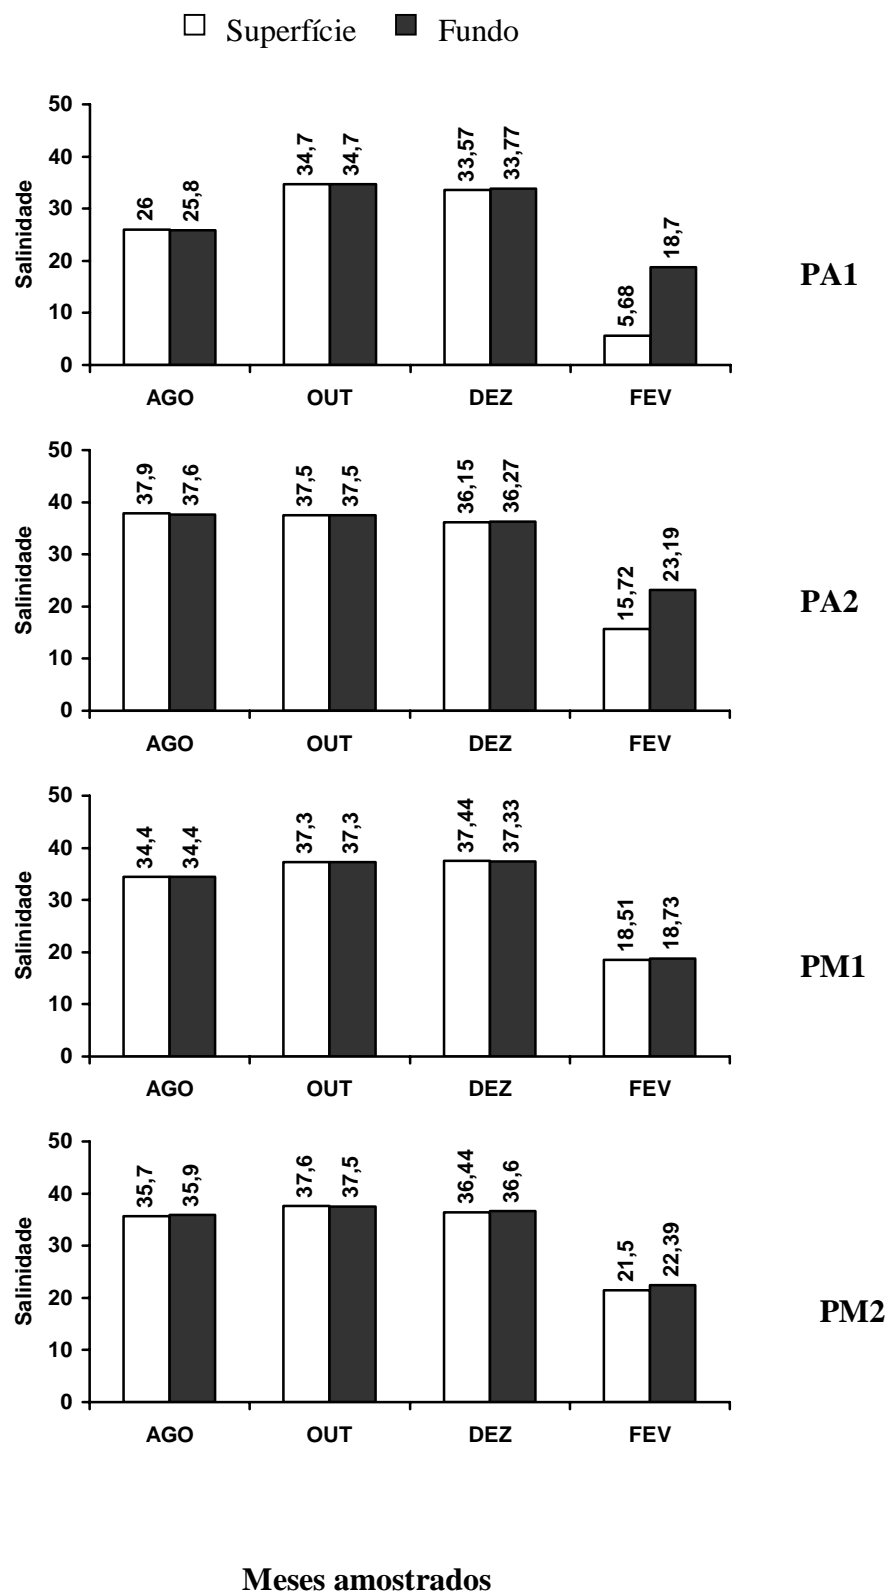 Superfície Fundo
50
40
30
20
10
0
Salinidade
26 25,8 34,7 34,7 33,57 33,77 5,68 18,7
AGO OUT DEZ FEV
PA1
50
40
30
20
10
0
Salinidade
37,9 37,6 37,5 37,5 36,15 36,27 15,72 23,19
AGO OUT DEZ FEV
PA2
50
40
30
20
10
0
Salinidade
34,4 34,4 37,3 37,3 37,44 37,33 18,51 18,73
AGO OUT DEZ FEV
PM1
50
40
30
20
10
0
Salinidade
35,7 35,9 37,6 37,5 36,44 36,6 21,5 22,39
AGO OUT DEZ FEV
PM2
Meses amostrados